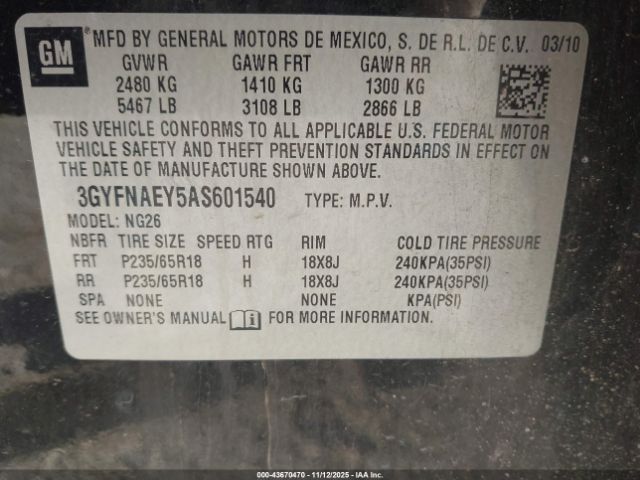 GM MFD BY GENERAL MOTORS DE MEXICO, S. DE R.L. DE C.V. 03/10
GVWR GAWR FRT GAWR RR
2480 KG 1410 KG 1300 KG
5467 LB 3108 LB 2866 LB
THIS VEHICLE CONFORMS TO ALL APPLICABLE U.S. FEDERAL MOTOR
VEHICLE SAFETY AND THEFT PREVENTION STANDARDS IN EFFECT ON
THE DATE OF MANUFACTURE SHOWN ABOVE.
3GYFNAEY5AS601540 TYPE: M.P.V.
MODEL: NG26
NBFR TIRE SIZE SPEED RTG RIM COLD TIRE PRESSURE
FRT P235/65R18 H 18X8J 240KPA(35PSI)
RR P235/65R18 H 18X8J 240KPA(35PSI)
SPA NONE NONE KPA(PSI)
SEE OWNER'S MANUAL FOR MORE INFORMATION.
000-43670470 - 11/12/2025 - IAA Inc.